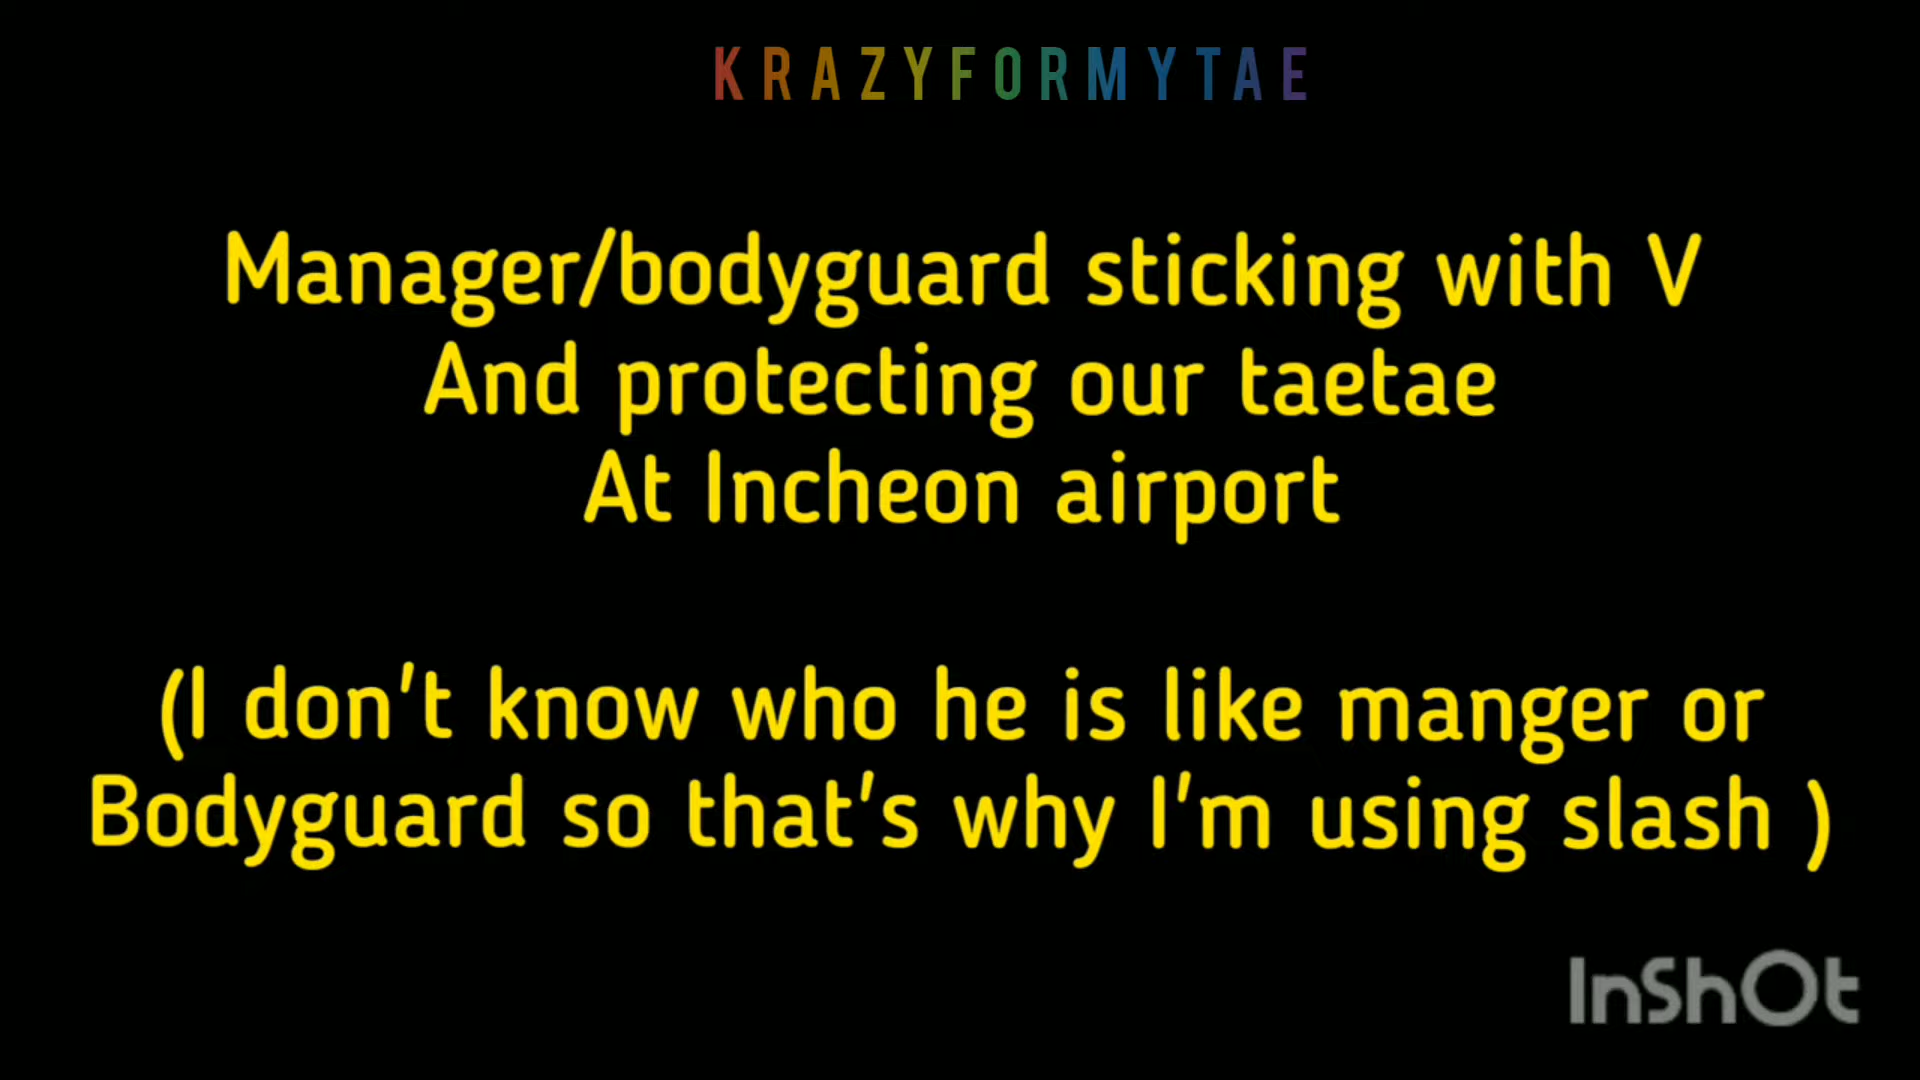 KRAZYFORMYTAE
Manager/bodyguard sticking with V
And protecting our taetae
At Incheon airport
(I don't know who he is like manger or
Bodyguard so that's why I'm using slash )
InShOt